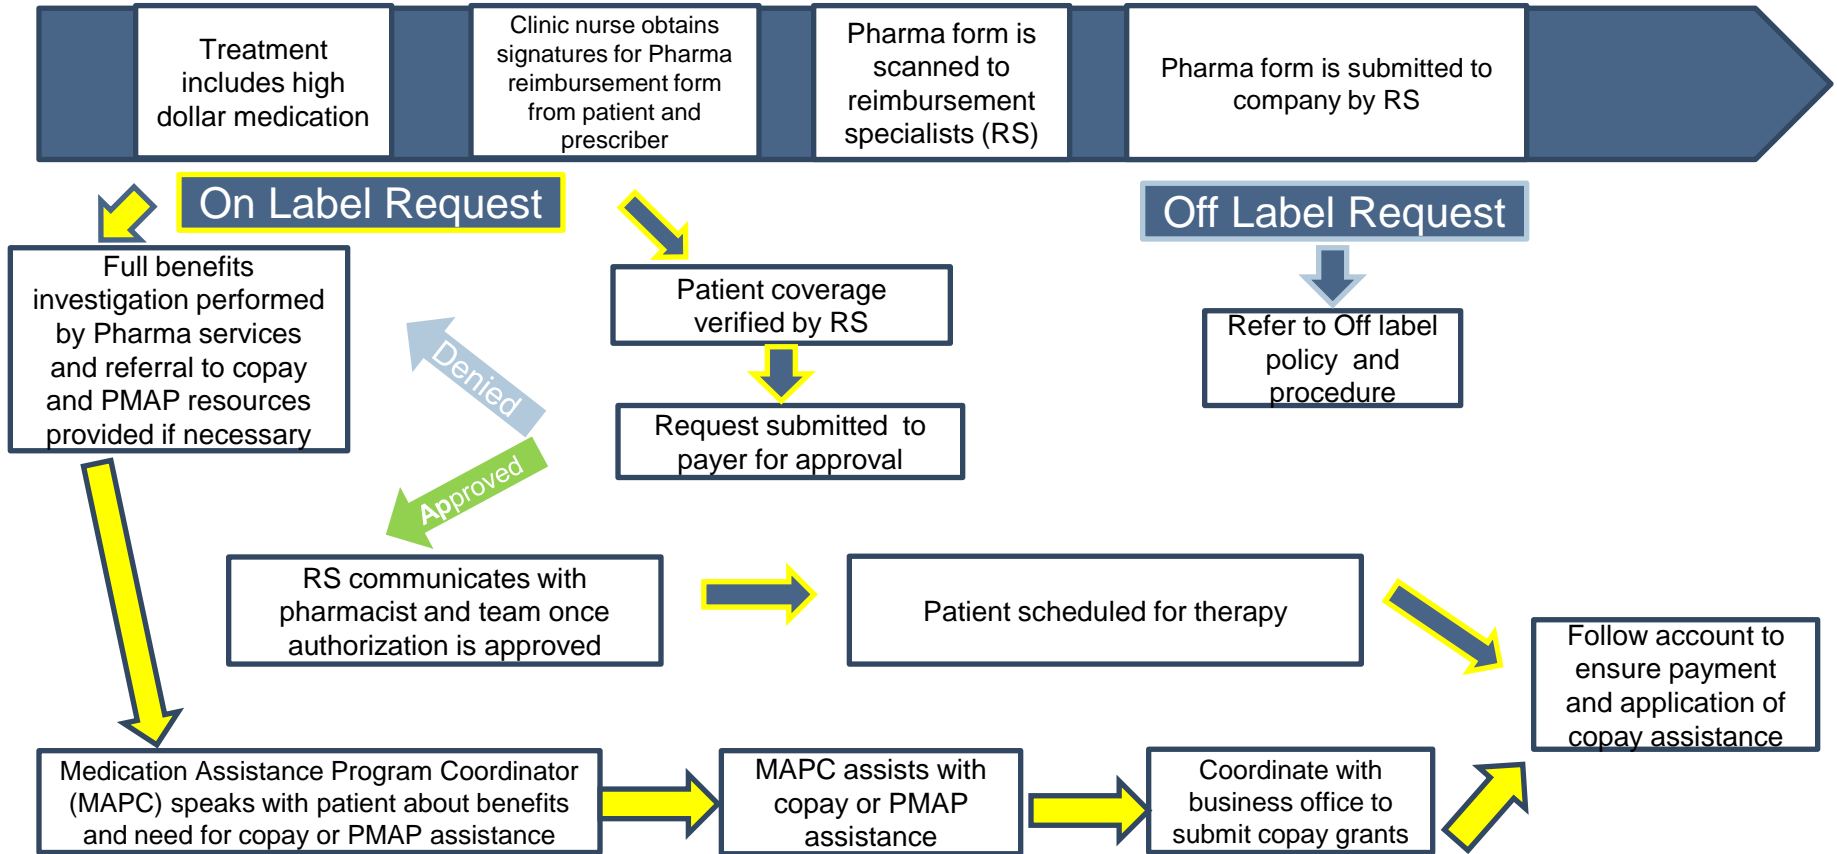 Treatment
includes high
dollar medication
Clinic nurse obtains
signatures for Pharma
reimbursement form
from patient and
prescriber
Pharma form is
scanned to
reimbursement
specialists (RS)
Pharma form is submitted to
company by RS
On Label Request
Off Label Request
Full benefits
investigation performed
by Pharma services
and referral to copay
and PMAP resources
provided if necessary
Patient coverage
verified by RS
Refer to Off label
policy and
procedure
Denied
Request submitted to
payer for approval
Approved
RS communicates with
pharmacist and team once
authorization is approved
Patient scheduled for therapy
Follow account to
ensure payment
and application of
copay assistance
Medication Assistance Program Coordinator
(MAPC) speaks with patient about benefits
and need for copay or PMAP assistance
MAPC assists with
copay or PMAP
assistance
Coordinate with
business office to
submit copay grants